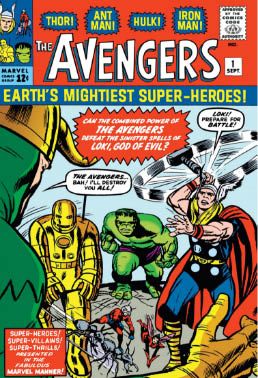 THOR!
ANT
MAN!
HULK!
IRON
MAN!
APPROVED
BY THE
COMICS
CODE
AUTHORITY
THE AVENGERS
IND.
MARVEL
COMICS
GROUP 12¢
1
SEPT.
EARTH'S MIGHTIEST SUPER-HEROES!
CAN THE COMBINED POWER OF
THE AVENGERS
DEFEAT THE SINISTER SPELLS OF
LOKI, GOD OF EVIL?
LOKI!
PREPARE FOR
BATTLE!
THE AVENGERS..
BAH! I'LL DESTROY
YOU ALL!
SUPER-HEROES!
SUPER-VILLAINS!
SUPER-THRILLS!
PRESENTED
IN THE
FABULOUS
MARVEL MANNER!